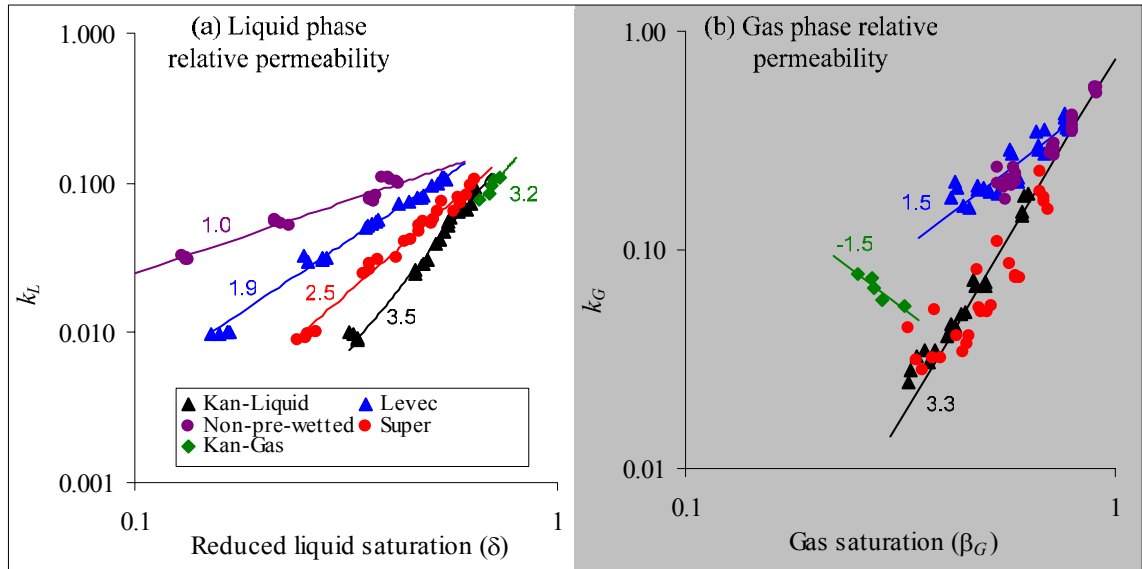 (a) Liquid phase
relative permeability
1.000
0.100
0.010
0.001
k_L
1.0
1.9
2.5
3.5
3.2
Kan-Liquid
Levec
Non-pre-wetted
Super
Kan-Gas
0.1
1
Reduced liquid saturation (δ)
(b) Gas phase relative
permeability
1.00
0.10
0.01
k_G
1.5
-1.5
3.3
0.1
1
Gas saturation (β_G)